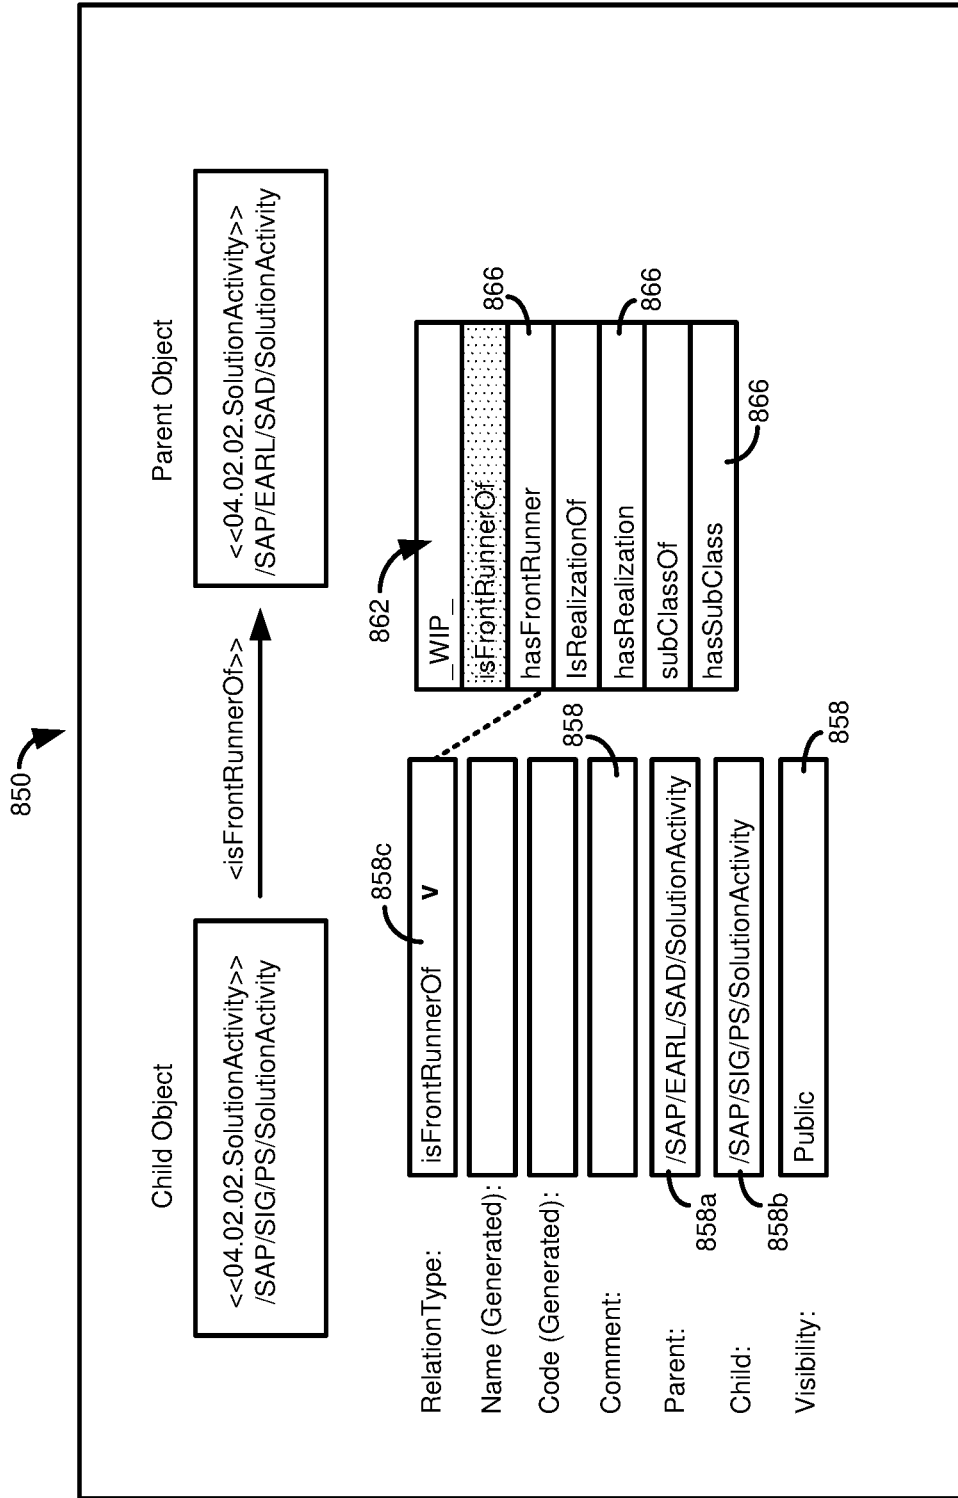 850
Child Object
Parent Object
<<04.02.02.SolutionActivity>>
/SAP/SIG/PS/SolutionActivity
<isFrontRunnerOf>>
<<04.02.02.SolutionActivity>>
/SAP/EARL/SAD/SolutionActivity
858c
862
RelationType:
isFrontRunnerOf
v
Name (Generated):
Code (Generated):
Comment:
858
Parent:
/SAP/EARL/SAD/SolutionActivity
858a
Child:
/SAP/SIG/PS/SolutionActivity
858b
Visibility:
Public
858
_WIP_
isFrontRunnerOf
hasFrontRunner
866
IsRealizationOf
hasRealization
866
subClassOf
hasSubClass
866